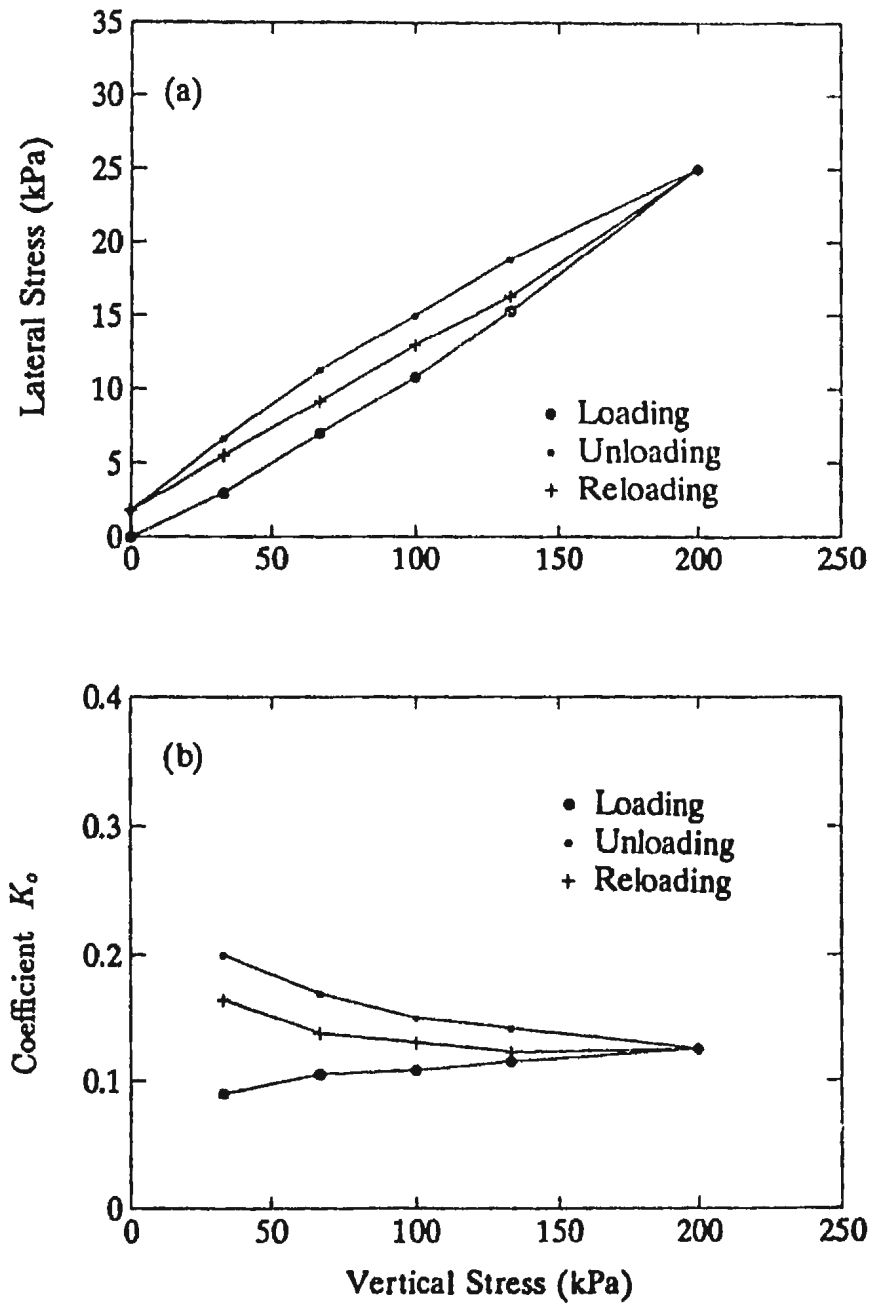 35
30
25
20
15
10
5
0
Lateral Stress (kPa)
(a)
Loading
Unloading
Reloading
0 50 100 150 200 250
0.4
0.3
0.2
0.1
0
Coefficient Kₒ
(b)
Loading
Unloading
Reloading
0 50 100 150 200 250
Vertical Stress (kPa)